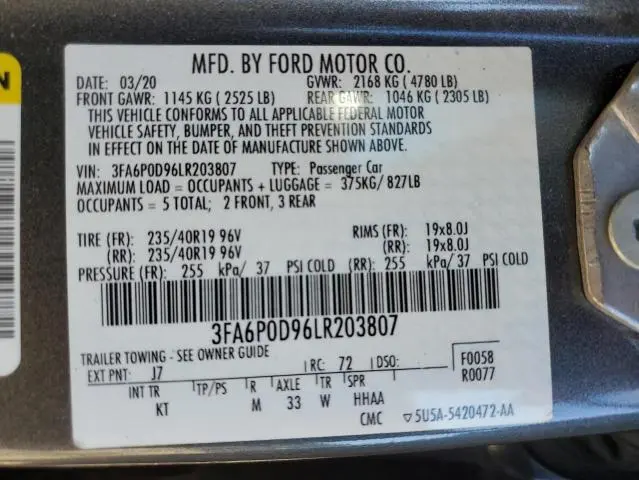 MFD. BY FORD MOTOR CO.
DATE: 03/20 GVWR: 2168 KG ( 4780 LB)
FRONT GAWR: 1145 KG ( 2525 LB) REAR GAWR: 1046 KG ( 2305 LB)
THIS VEHICLE CONFORMS TO ALL APPLICABLE FEDERAL MOTOR
VEHICLE SAFETY, BUMPER, AND THEFT PREVENTION STANDARDS
IN EFFECT ON THE DATE OF MANUFACTURE SHOWN ABOVE.
VIN: 3FA6P0D96LR203807 TYPE: Passenger Car
MAXIMUM LOAD = OCCUPANTS + LUGGAGE = 375KG/ 827LB
OCCUPANTS = 5 TOTAL; 2 FRONT, 3 REAR
TIRE (FR): 235/40R19 96V RIMS (FR): 19x8.0J
(RR): 235/40R19 96V (RR): 19x8.0J
PRESSURE (FR): 255 kPa/ 37 PSI COLD (RR): 255 kPa/ 37 PSI COLD
3FA6P0D96LR203807
TRAILER TOWING - SEE OWNER GUIDE
EXT PNT: J7 RC: 72 DSO: F0058
R0077
INT TR TP/PS R AXLE TR SPR
KT M 33 W HHAA
CMC ▽5U5A-5420472-AA